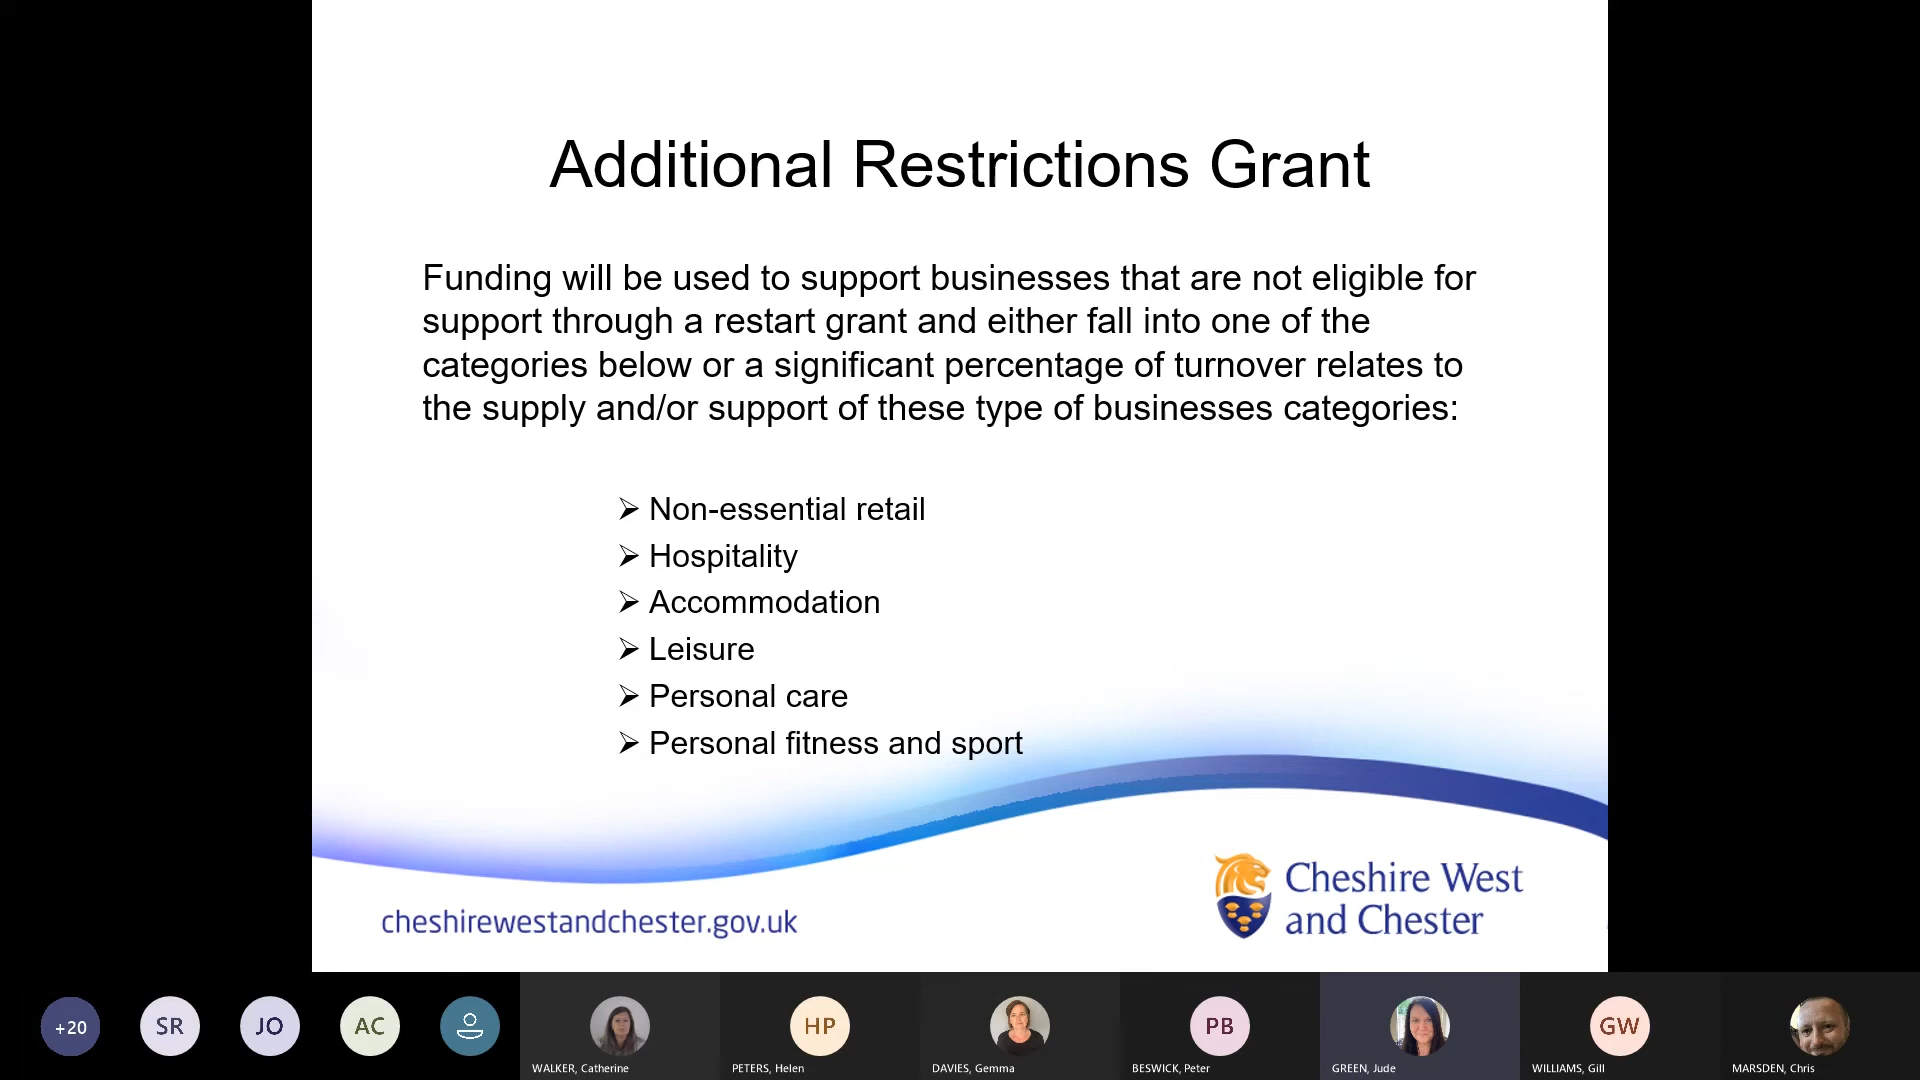 Additional Restrictions Grant
Funding will be used to support businesses that are not eligible for
support through a restart grant and either fall into one of the
categories below or a significant percentage of turnover relates to
the supply and/or support of these type of businesses categories:
Non-essential retail
Hospitality
Accommodation
Leisure
Personal care
Personal fitness and sport
cheshirewestandchester.gov.uk
Cheshire West
and Chester
+20
SR
JO
AC
HP
PB
GW
WALKER, Catherine
PETERS, Helen
DAVIES, Gemma
BESWICK, Peter
GREEN, Jude
WILLIAMS, Gill
MARSDEN, Chris